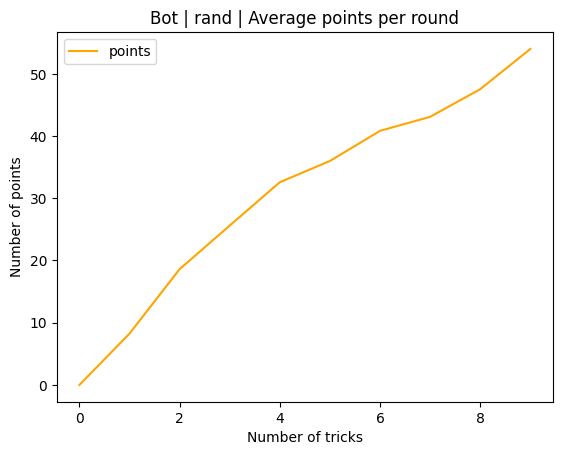 Bot | rand | Average points per round
points
Number of points
50
40
30
20
10
0
0 2 4 6 8
Number of tricks